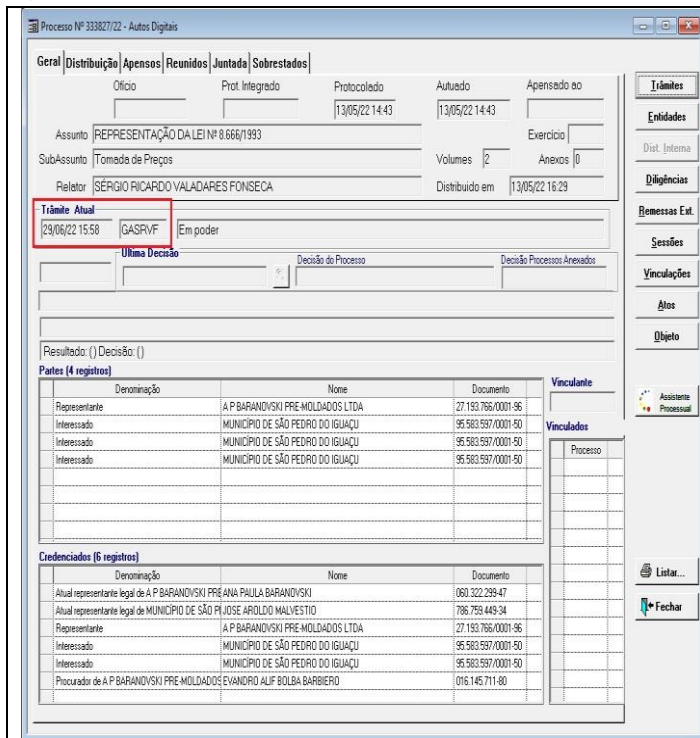 Processo Nº 333827/22 - Autos Digitais
Geral Distribuição Apensos Reunidos Juntada Sobrestados
Ofício Prot. Integrado Protocolado Autuado Apensado ao
13/05/22 14:43 13/05/22 14:43
Assunto REPRESENTAÇÃO DA LEI Nº 8.666/1993 Exercício
SubAssunto Tomada de Preços Volumes 2 Anexos 0
Relator SÉRGIO RICARDO VALADARES FONSECA Distribuído em 13/05/22 16:29
Trâmite Atual
29/06/22 15:58 GASRVF Em poder
Última Decisão Decisão do Processo Decisão Processos Anexados
Resultado: () Decisão: ()
Partes (4 registros)
Denominação Nome Documento
Representante A P BARANOVSKI PRE-MOLDADOS LTDA 27.193.766/0001-96
Interessado MUNICÍPIO DE SÃO PEDRO DO IGUAÇU 95.583.597/0001-50
Interessado MUNICÍPIO DE SÃO PEDRO DO IGUAÇU 95.583.597/0001-50
Interessado MUNICÍPIO DE SÃO PEDRO DO IGUAÇU 95.583.597/0001-50
Vinculante
Vinculados
Processo
Credenciados (6 registros)
Denominação Nome Documento
Atual representante legal de A P BARANOVSKI PRE ANA PAULA BARANOVSKI 060.322.299-47
Atual representante legal de MUNICÍPIO DE SÃO PI JOSE AROLDO MALVESTIO 786.759.449-34
Representante A P BARANOVSKI PRE-MOLDADOS LTDA 27.193.766/0001-96
Interessado MUNICÍPIO DE SÃO PEDRO DO IGUAÇU 95.583.597/0001-50
Interessado MUNICÍPIO DE SÃO PEDRO DO IGUAÇU 95.583.597/0001-50
Procurador de A P BARANOVSKI PRE-MOLDADOS EVANDRO ALIF BOLBA BARBIERO 016.145.711-80
Trâmites
Entidades
Dist. Interna
Diligências
Remessas Ext.
Sessões
Vinculações
Atos
Objeto
Assistente
Processual
Listar...
Fechar